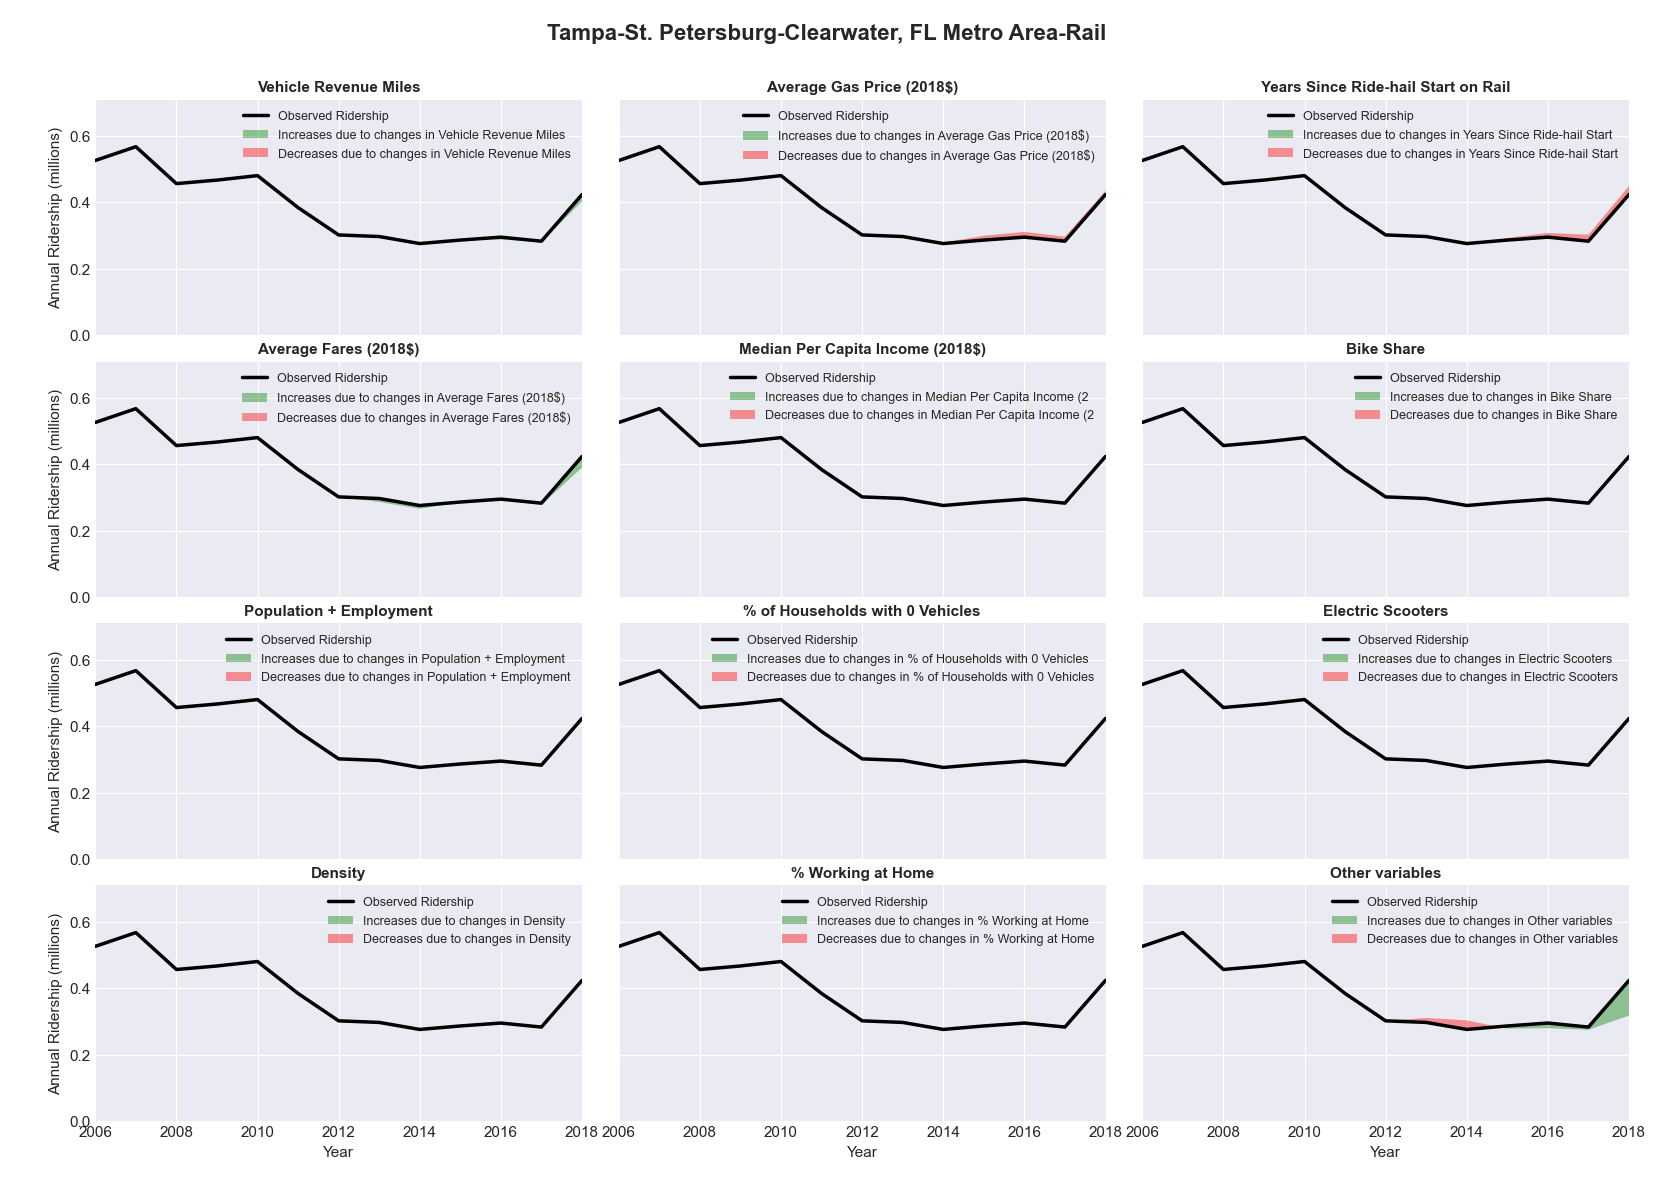 Tampa-St. Petersburg-Clearwater, FL Metro Area-Rail
Vehicle Revenue Miles
Observed Ridership
Increases due to changes in Vehicle Revenue Miles
Decreases due to changes in Vehicle Revenue Miles
Annual Ridership (millions)
0.6
0.4
0.2
0.0
Average Gas Price (2018$)
Observed Ridership
Increases due to changes in Average Gas Price (2018$)
Decreases due to changes in Average Gas Price (2018$)
Years Since Ride-hail Start on Rail
Observed Ridership
Increases due to changes in Years Since Ride-hail Start
Decreases due to changes in Years Since Ride-hail Start
Average Fares (2018$)
Observed Ridership
Increases due to changes in Average Fares (2018$)
Decreases due to changes in Average Fares (2018$)
Annual Ridership (millions)
0.6
0.4
0.2
0.0
Median Per Capita Income (2018$)
Observed Ridership
Increases due to changes in Median Per Capita Income (2
Decreases due to changes in Median Per Capita Income (2
Bike Share
Observed Ridership
Increases due to changes in Bike Share
Decreases due to changes in Bike Share
Population + Employment
Observed Ridership
Increases due to changes in Population + Employment
Decreases due to changes in Population + Employment
Annual Ridership (millions)
0.6
0.4
0.2
0.0
% of Households with 0 Vehicles
Observed Ridership
Increases due to changes in % of Households with 0 Vehicles
Decreases due to changes in % of Households with 0 Vehicles
Electric Scooters
Observed Ridership
Increases due to changes in Electric Scooters
Decreases due to changes in Electric Scooters
Density
Observed Ridership
Increases due to changes in Density
Decreases due to changes in Density
Annual Ridership (millions)
0.6
0.4
0.2
0.0
2006 2008 2010 2012 2014 2016 2018
Year
% Working at Home
Observed Ridership
Increases due to changes in % Working at Home
Decreases due to changes in % Working at Home
2006 2008 2010 2012 2014 2016 2018
Year
Other variables
Observed Ridership
Increases due to changes in Other variables
Decreases due to changes in Other variables
2006 2008 2010 2012 2014 2016 2018
Year